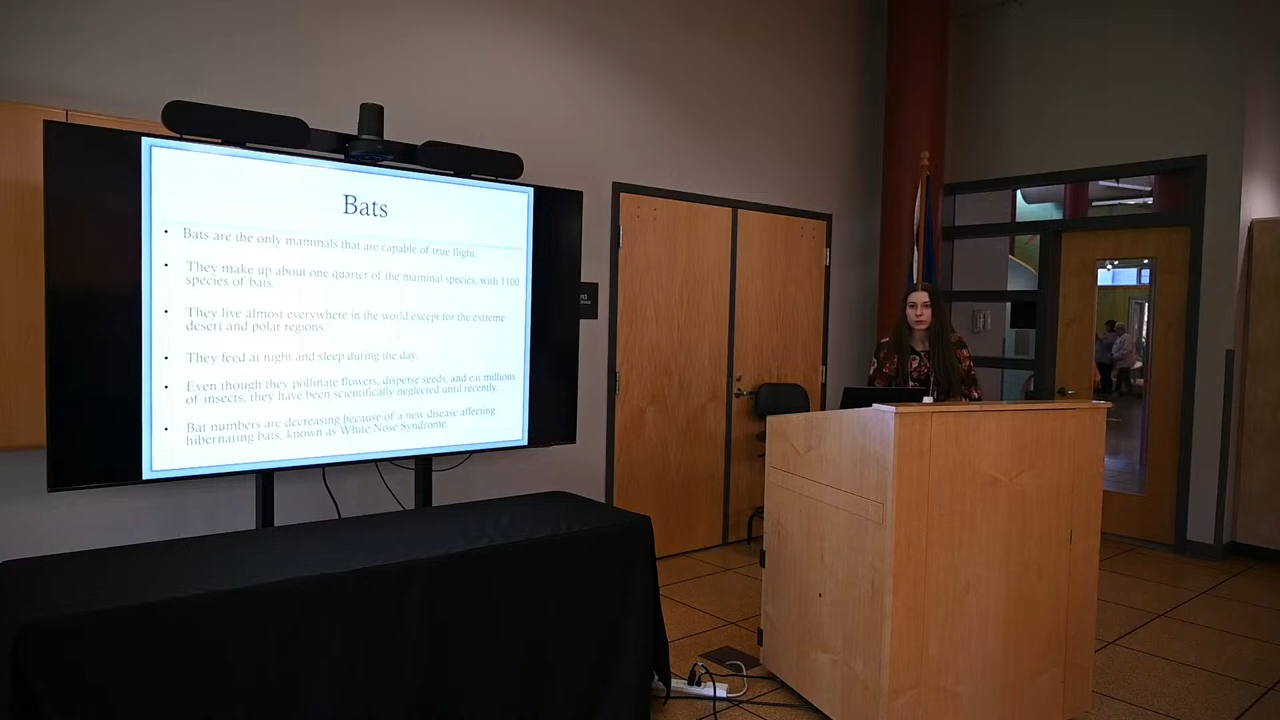 Bats
• Bats are the only mammals that are capable of true flight.
• They make up about one quarter of the mammal species, with 1100
species of bats.
• They live almost everywhere in the world except for the extreme
desert and polar regions.
• They feed at night and sleep during the day.
• Even though they pollinate flowers, disperse seeds, and eat millions
of insects, they have been scientifically neglected until recently.
• Bat numbers are decreasing because of a new disease affecting
hibernating bats, known as White Nose Syndrome.